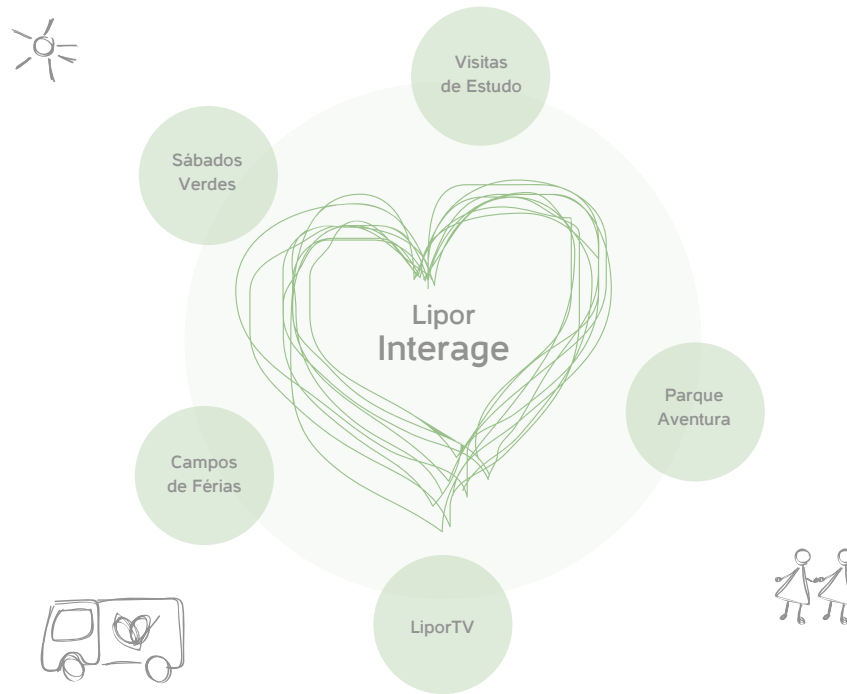 Visitas
de Estudo
Sábados
Verdes
Lipor
Interage
Parque
Aventura
Campos
de Férias
LiporTV